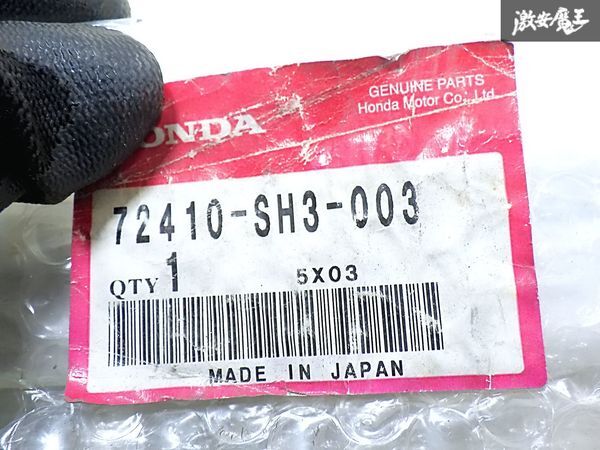 激安魔王
GENUINE PARTS
Honda Motor Co., Ltd.
HONDA
72410-SH3-003
QTY 1 5X03
MADE IN JAPAN